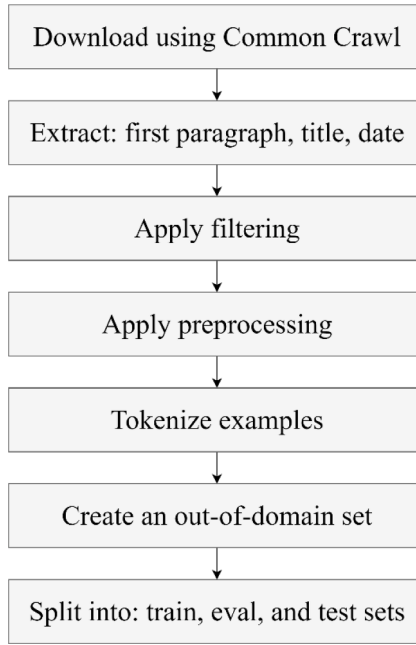 Download using Common Crawl
Extract: first paragraph, title, date
Apply filtering
Apply preprocessing
Tokenize examples
Create an out-of-domain set
Split into: train, eval, and test sets